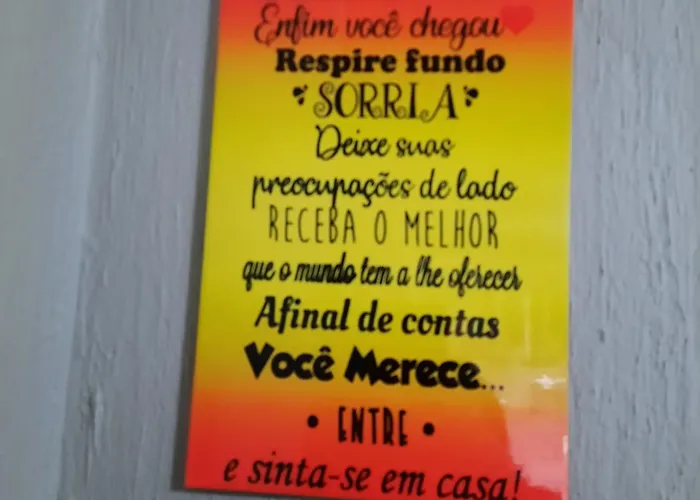 Enfim você chegou
Respire fundo
SORRIA
Deixe suas
preocupações de lado
RECEBA O MELHOR
que o mundo tem a lhe oferecer
Afinal de contas
Você Merece...
• ENTRE •
e sinta-se em casa!